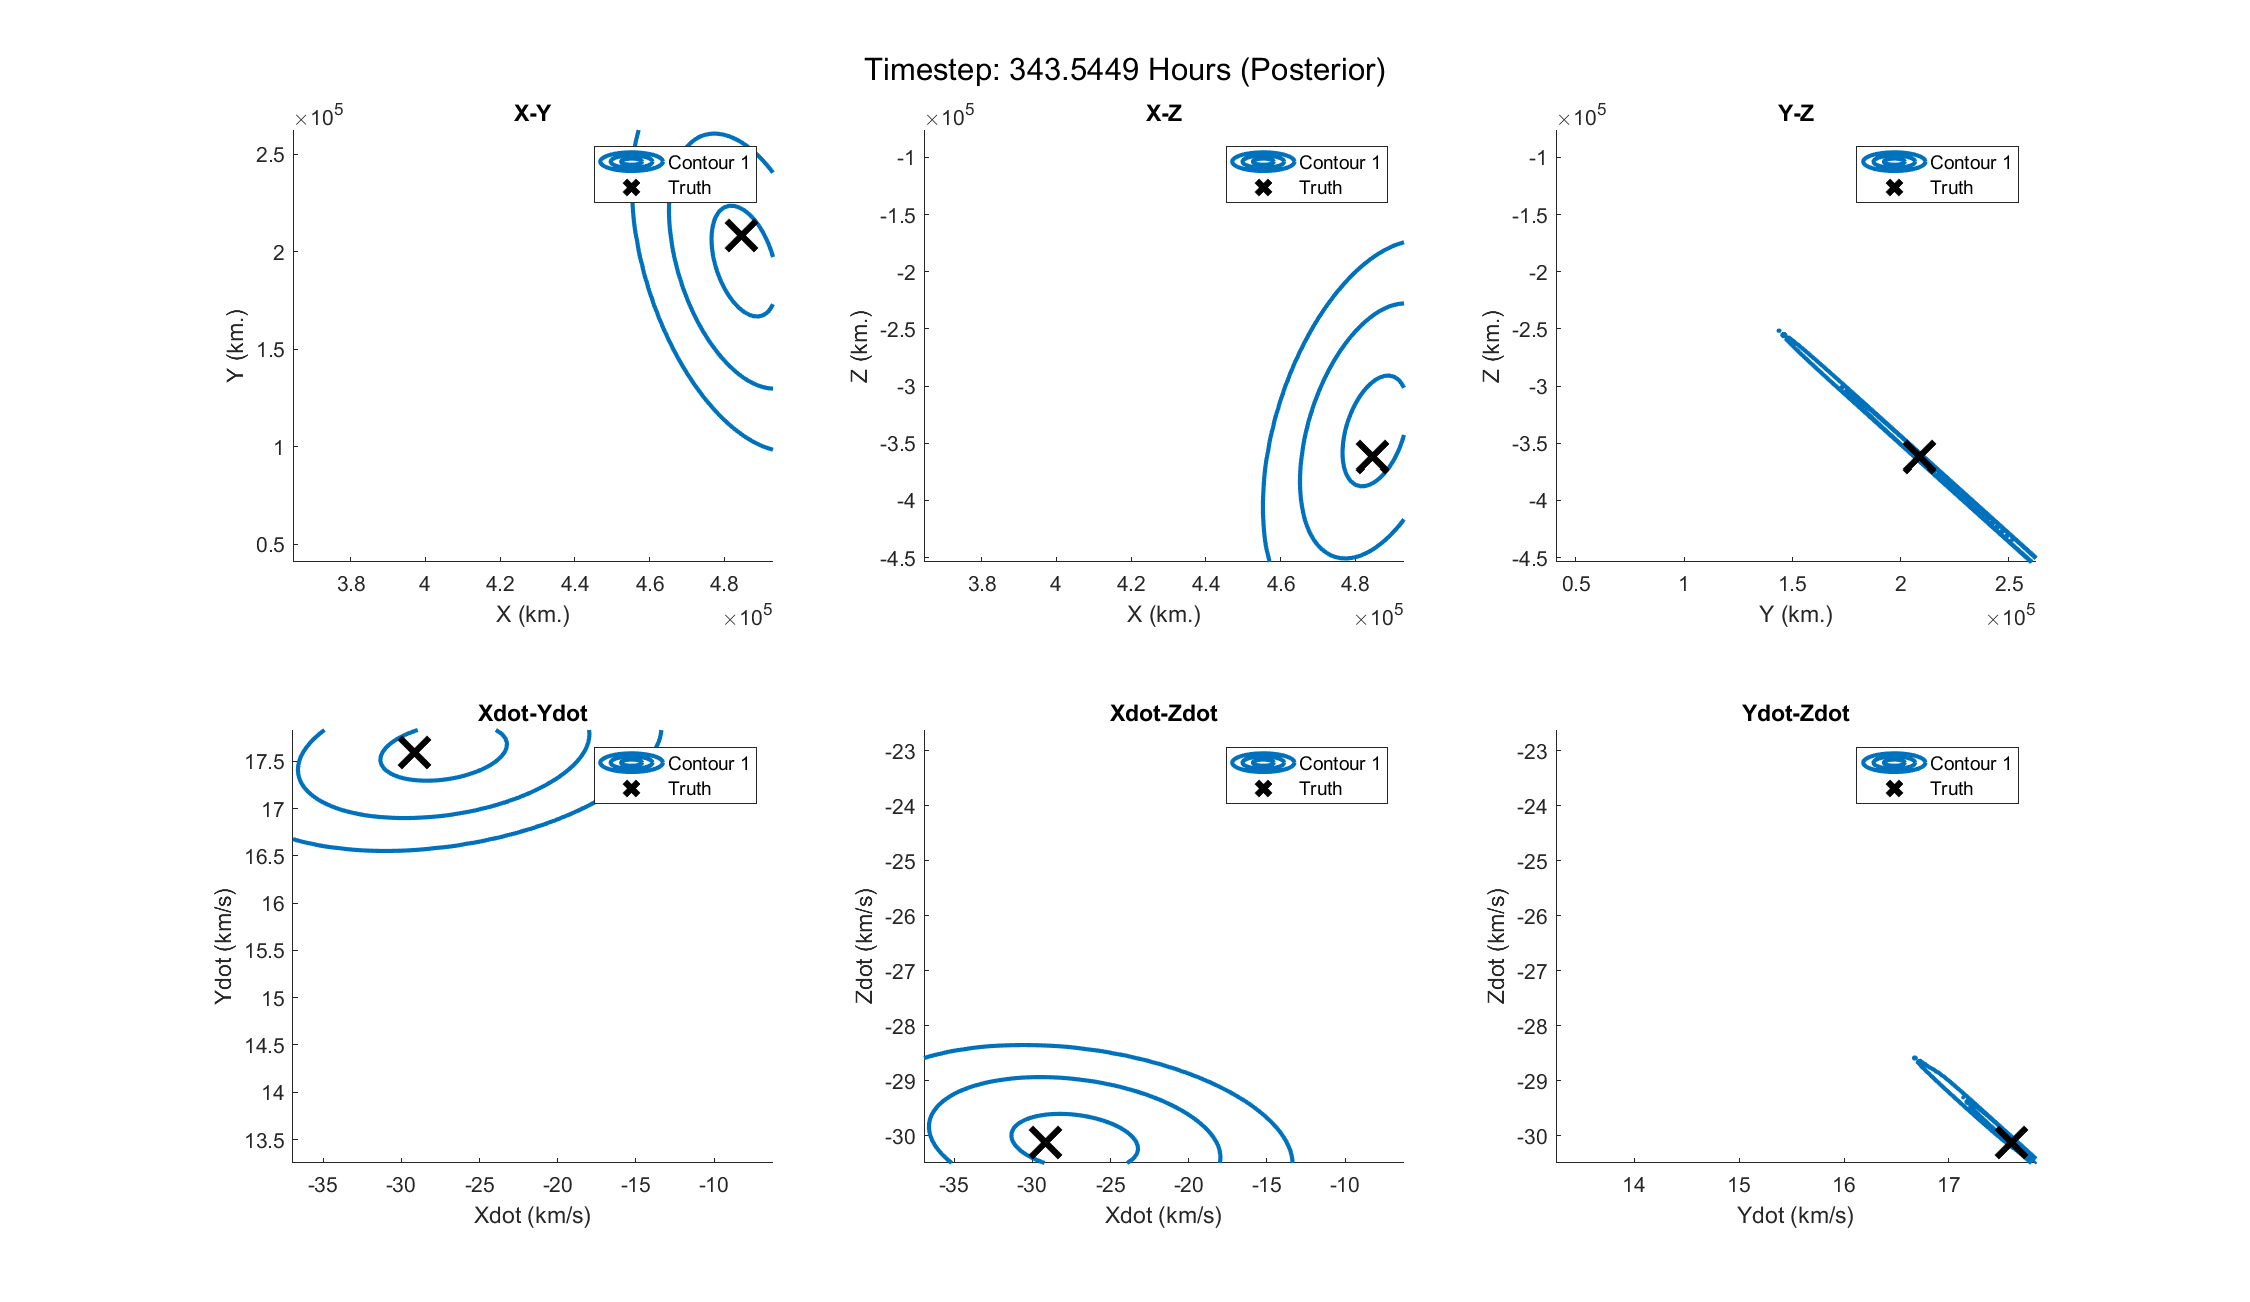 Timestep: 343.5449 Hours (Posterior)
X-Y
×10^5
2.5
2
1.5
1
0.5
Y (km.)
3.8 4 4.2 4.4 4.6 4.8
X (km.)
×10^5
Contour 1
Truth
X-Z
×10^5
-1
-1.5
-2
-2.5
-3
-3.5
-4
-4.5
Z (km.)
3.8 4 4.2 4.4 4.6 4.8
X (km.)
×10^5
Contour 1
Truth
Y-Z
×10^5
-1
-1.5
-2
-2.5
-3
-3.5
-4
-4.5
Z (km.)
0.5 1 1.5 2 2.5
Y (km.)
×10^5
Contour 1
Truth
Xdot-Ydot
17.5
17
16.5
16
15.5
15
14.5
14
13.5
Ydot (km/s)
-35 -30 -25 -20 -15 -10
Xdot (km/s)
Contour 1
Truth
Xdot-Zdot
-23
-24
-25
-26
-27
-28
-29
-30
Zdot (km/s)
-35 -30 -25 -20 -15 -10
Xdot (km/s)
Contour 1
Truth
Ydot-Zdot
-23
-24
-25
-26
-27
-28
-29
-30
Zdot (km/s)
14 15 16 17
Ydot (km/s)
Contour 1
Truth